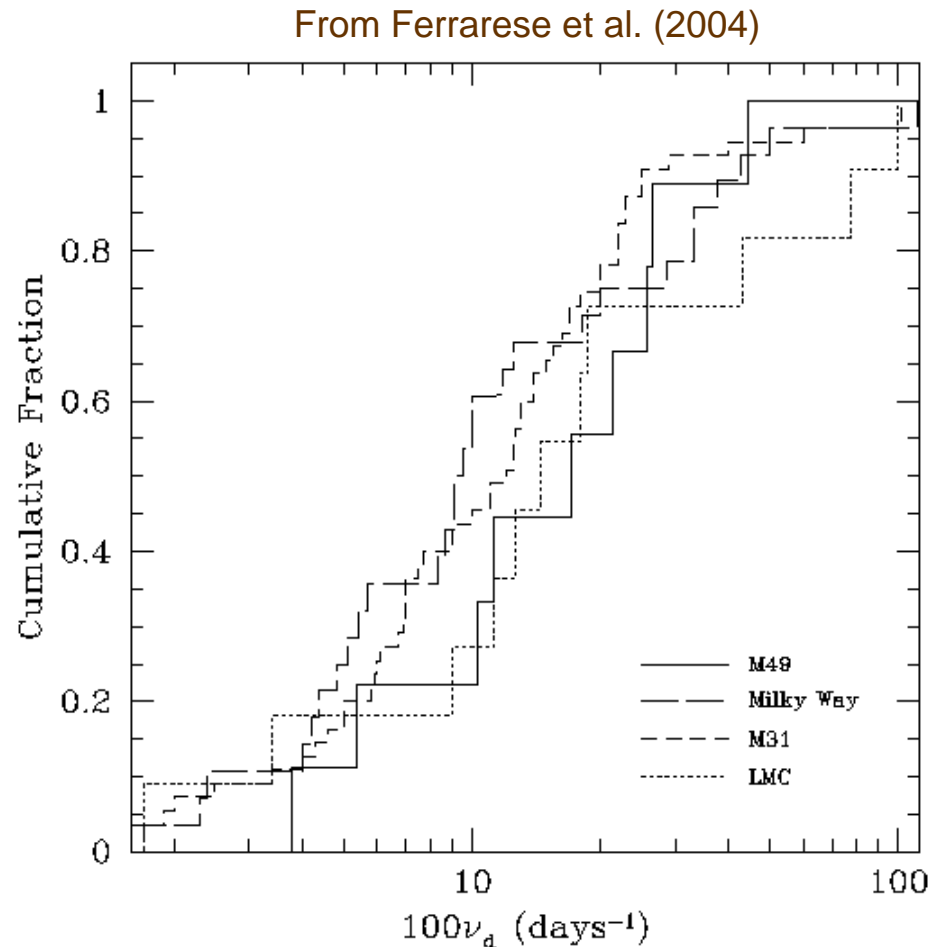 From Ferrarese et al. (2004)
1
0.8
0.6
0.4
0.2
0
Cumulative Fraction
M49
Milky Way
M31
LMC
10
100
100ν_d (days⁻¹)